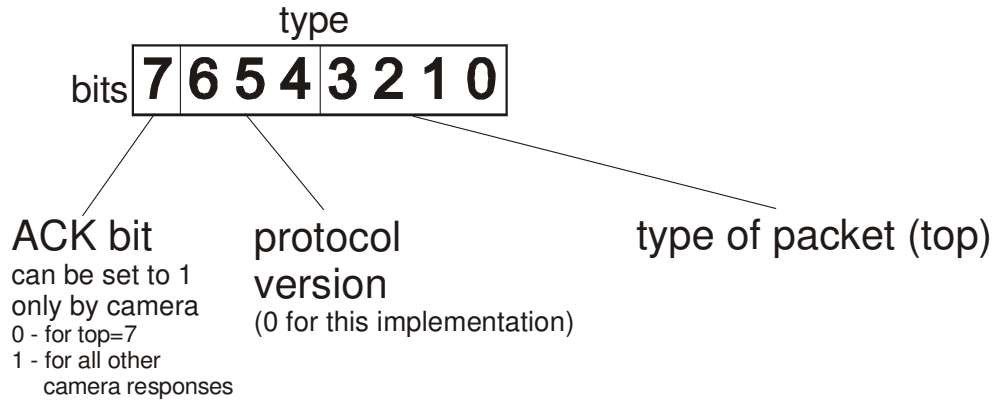 type
bits 7 6 5 4 3 2 1 0
ACK bit
can be set to 1
only by camera
0 - for top=7
1 - for all other
camera responses
protocol
version
(0 for this implementation)
type of packet (top)